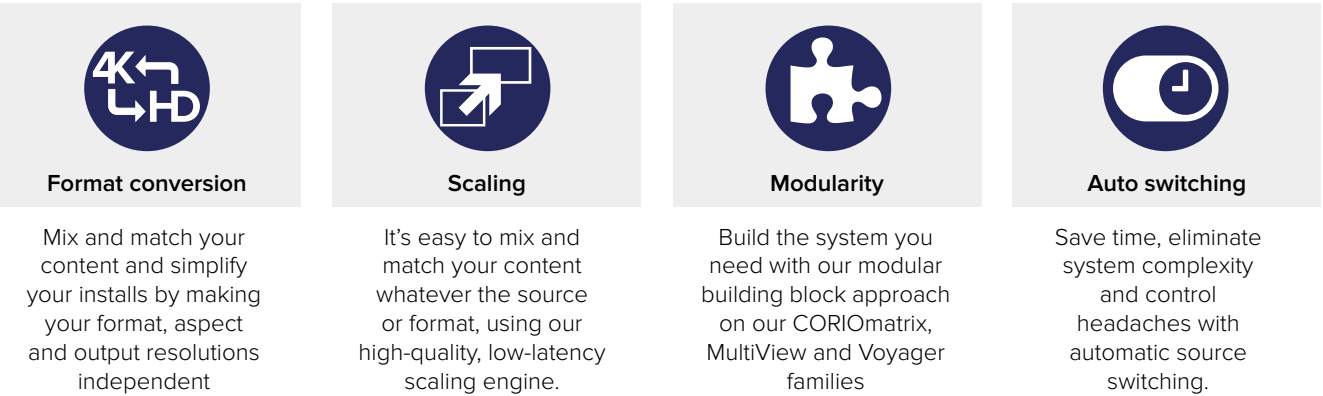 4K
HD
Format conversion
Mix and match your
content and simplify
your installs by making
your format, aspect
and output resolutions
independent
Scaling
It's easy to mix and
match your content
whatever the source
or format, using our
high-quality, low-latency
scaling engine.
Modularity
Build the system you
need with our modular
building block approach
on our CORIOmatrix,
MultiView and Voyager
families
Auto switching
Save time, eliminate
system complexity
and control
headaches with
automatic source
switching.